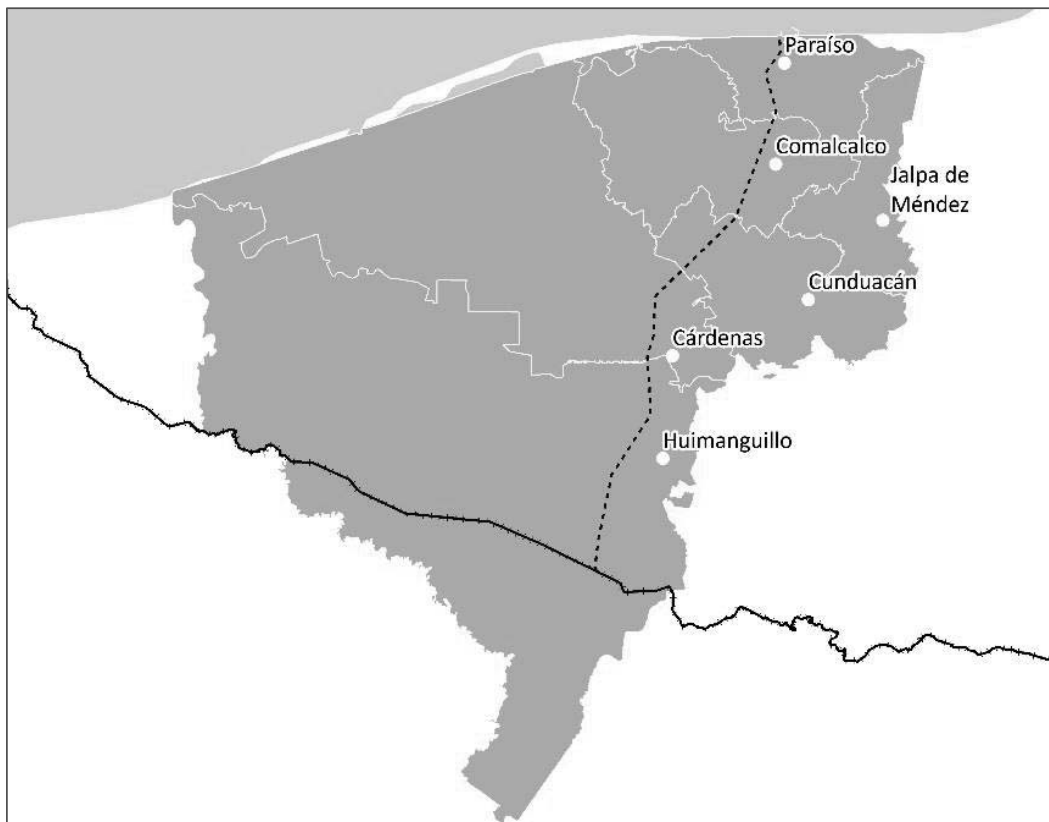 Paraíso
Comalcalco
Jalpa de
Méndez
Cunduacán
Cárdenas
Huimanguillo